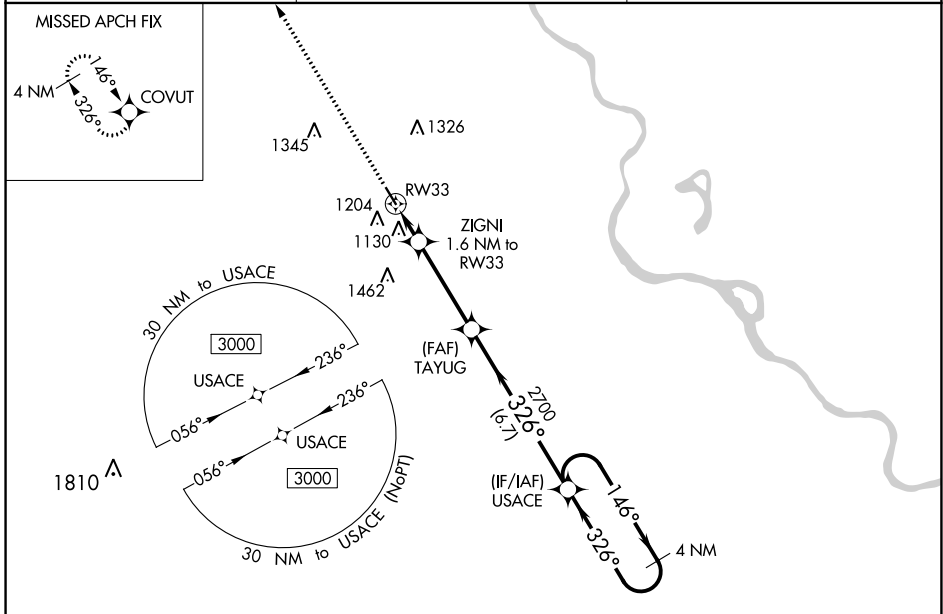 MISSED APCH FIX
146°
4 NM
COVUT
326°
1345
1326
RW33
1204
ZIGNI
1130
1.6 NM to
RW33
1462
30 NM to USACE
3000
(FAF)
TAYUG
USACE
236°
056°
2700
326°
(6.7)
236°
USACE
056°
3000
1810
(IF/IAF)
USACE
146°
326°
4 NM
30 NM to USACE (NoPT)